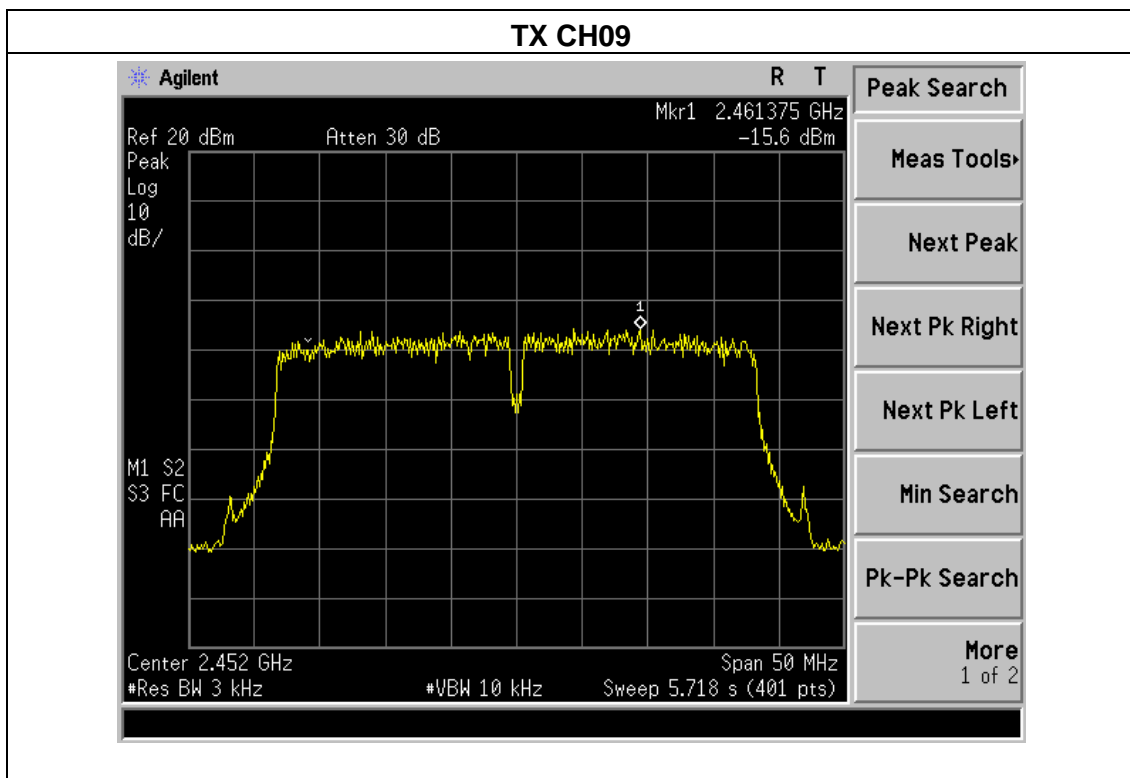 TX CH09
Agilent R T
Mkr1 2.461375 GHz
Ref 20 dBm Atten 30 dB -15.6 dBm
Peak
Log
10
dB/
1
M1 S2
S3 FC
AA
Center 2.452 GHz Span 50 MHz
#Res BW 3 kHz #VBW 10 kHz Sweep 5.718 s (401 pts)
Peak Search
Meas Tools
Next Peak
Next Pk Right
Next Pk Left
Min Search
Pk-Pk Search
More
1 of 2